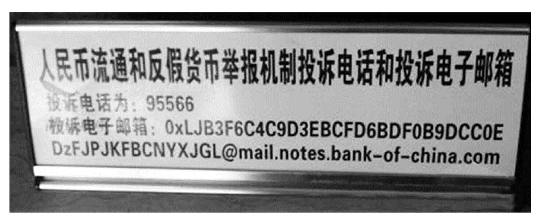 人民币流通和反假货币举报机制投诉电话和投诉电子邮箱
投诉电话为：95566
投诉电子邮箱：0xLJB3F6C4C9D3EBCFD6BDF0B9DCC0E
DzFJPJKFBCNYXJGL@mail.notes.bank-of-china.com